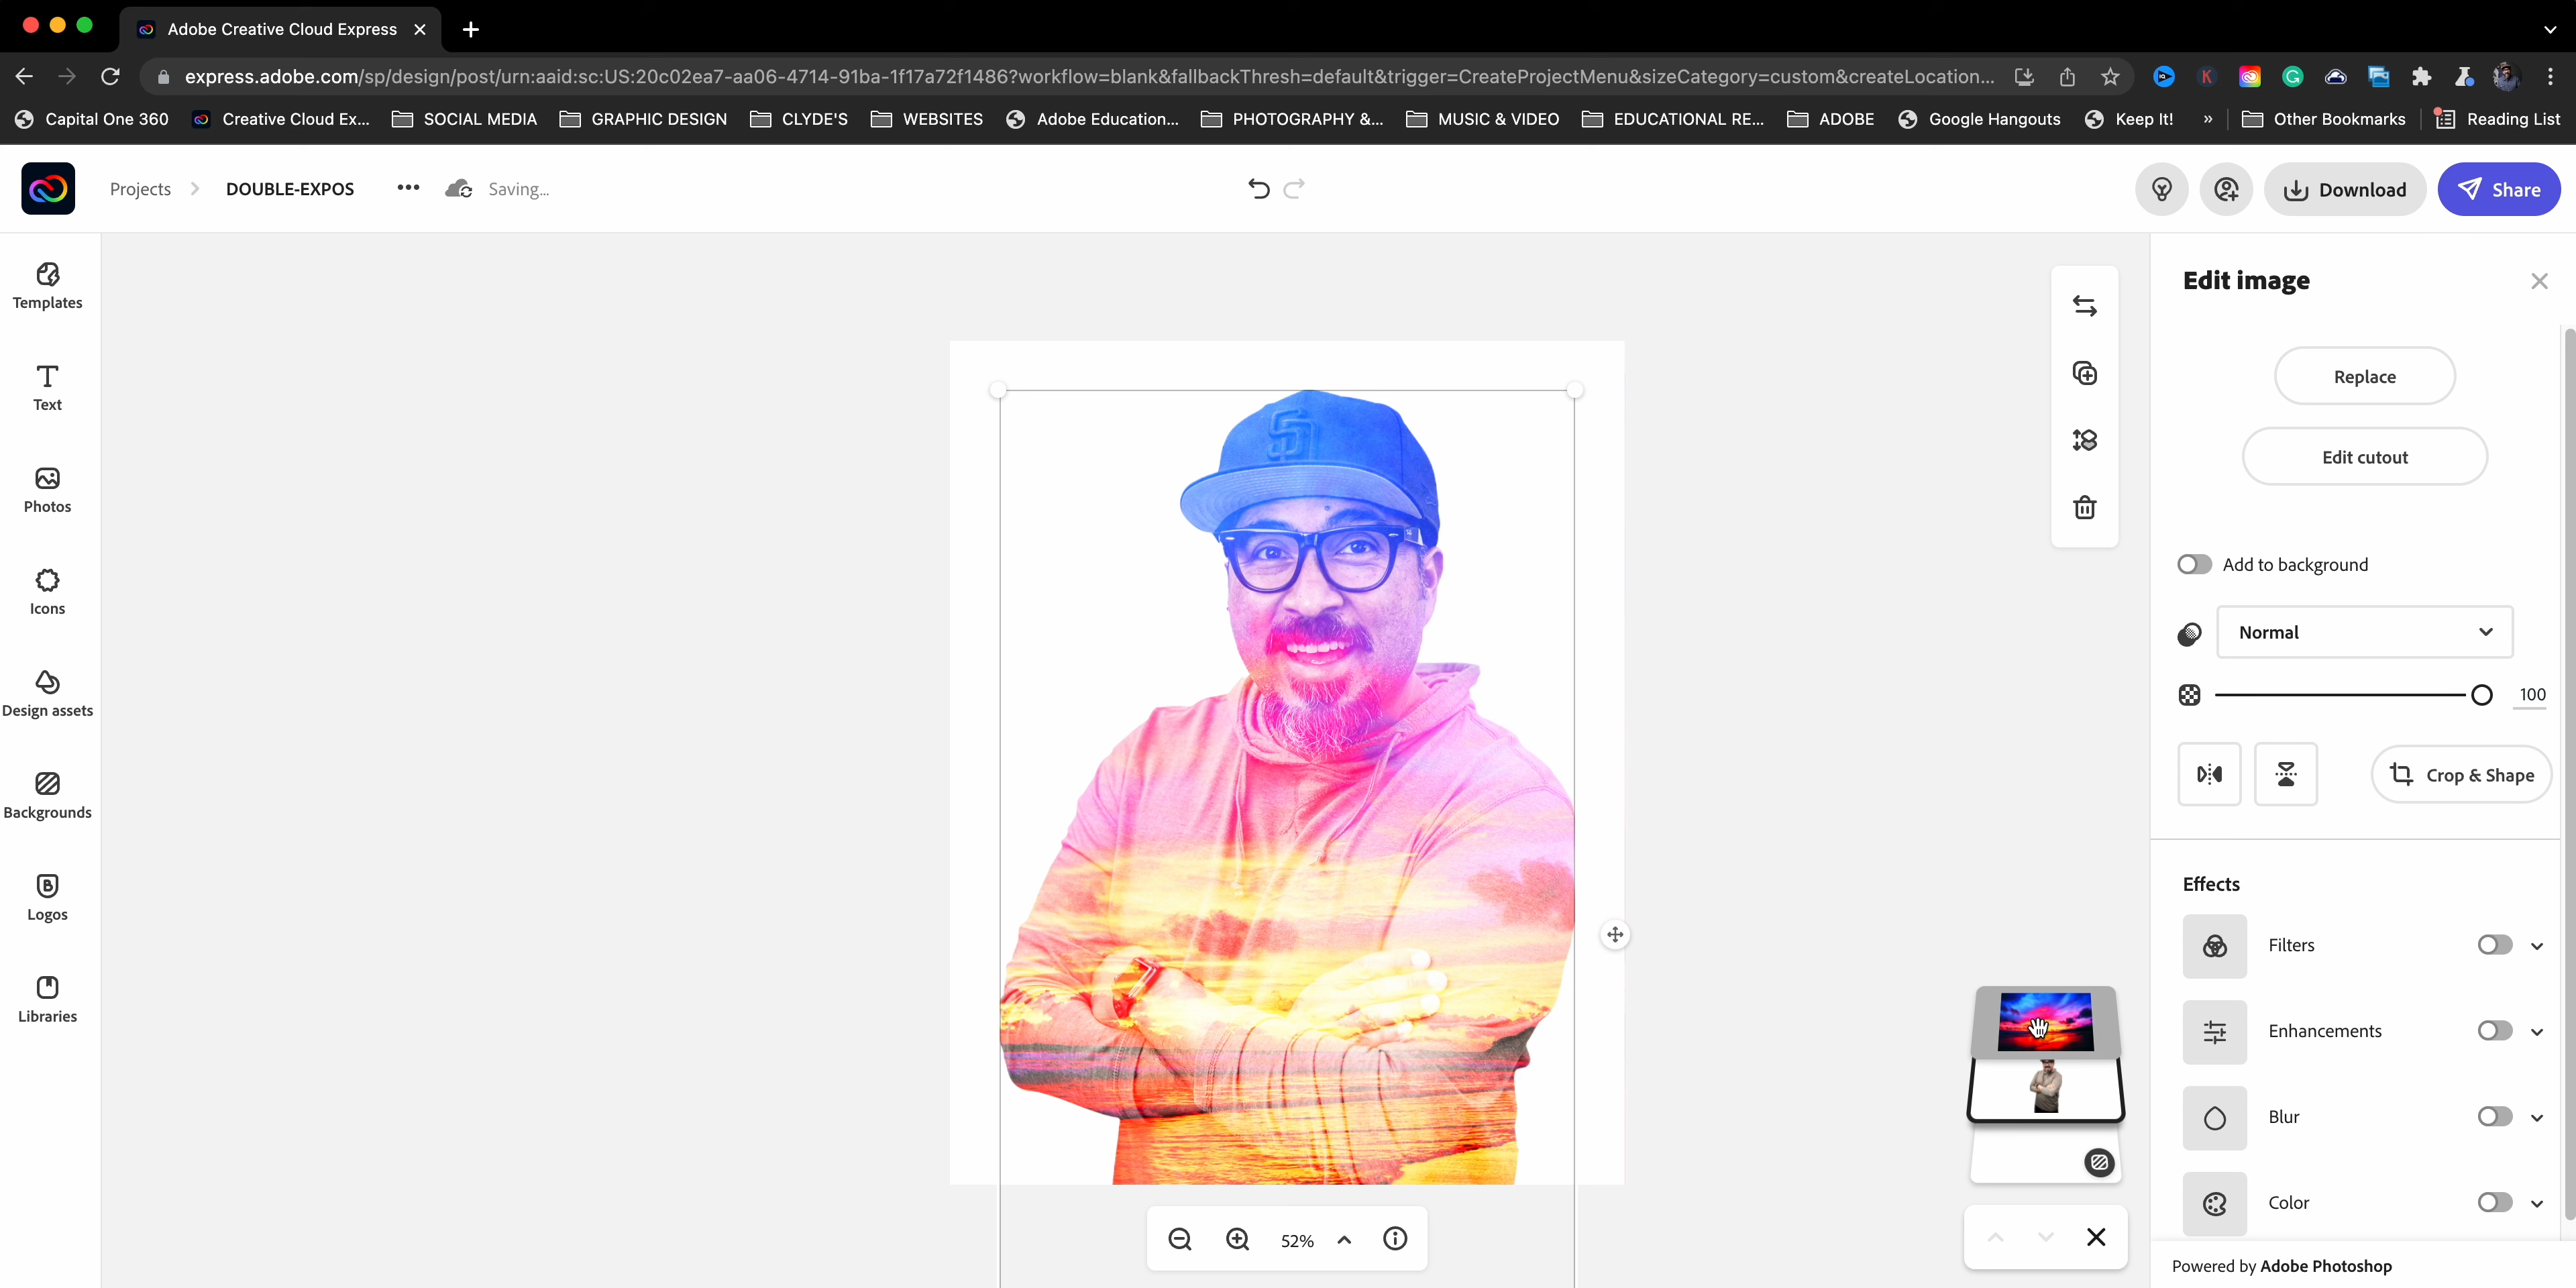 Adobe Creative Cloud Express
express.adobe.com/sp/design/post/urn:aaid:sc:US:20c02ea7-aa06-4714-91ba-1f17a72f1486?workflow=blank&fallbackThresh=default&trigger=CreateProjectMenu&sizeCategory=custom&createLocation...
Capital One 360 Creative Cloud Ex... SOCIAL MEDIA GRAPHIC DESIGN CLYDE'S WEBSITES Adobe Education... PHOTOGRAPHY &... MUSIC & VIDEO EDUCATIONAL RE... ADOBE Google Hangouts Keep It! » Other Bookmarks Reading List
Projects DOUBLE-EXPOS ••• Saving... Download Share
Templates
Text
Photos
Icons
Design assets
Backgrounds
Logos
Libraries
SD
52%
Edit image
Replace
Edit cutout
Add to background
Normal
100
Crop & Shape
Effects
Filters
Enhancements
Blur
Color
Powered by Adobe Photoshop